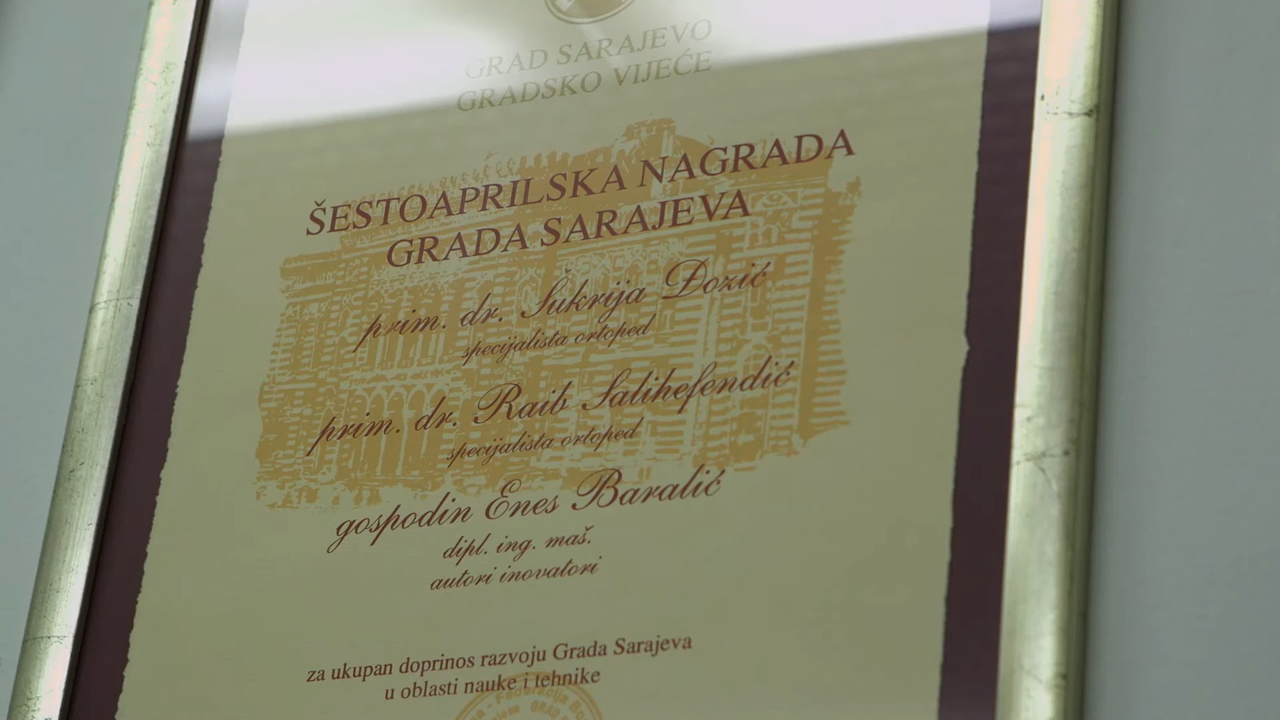 GRAD SARAJEVO
GRADSKO VIJEĆE
ŠESTOAPRILSKA NAGRADA
GRADA SARAJEVA
prim. dr. Šukrija Đozić
specijalista ortoped
prim. dr. Raib Salihefendić
specijalista ortoped
gospodin Enes Baralić
dipl. ing. maš.
autori inovatori
za ukupan doprinos razvoju Grada Sarajeva
u oblasti nauke i tehnike